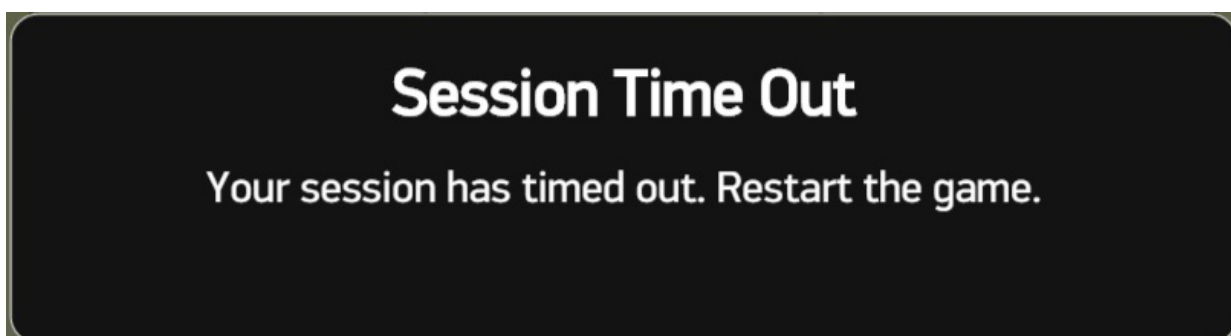 Session Time Out
Your session has timed out. Restart the game.